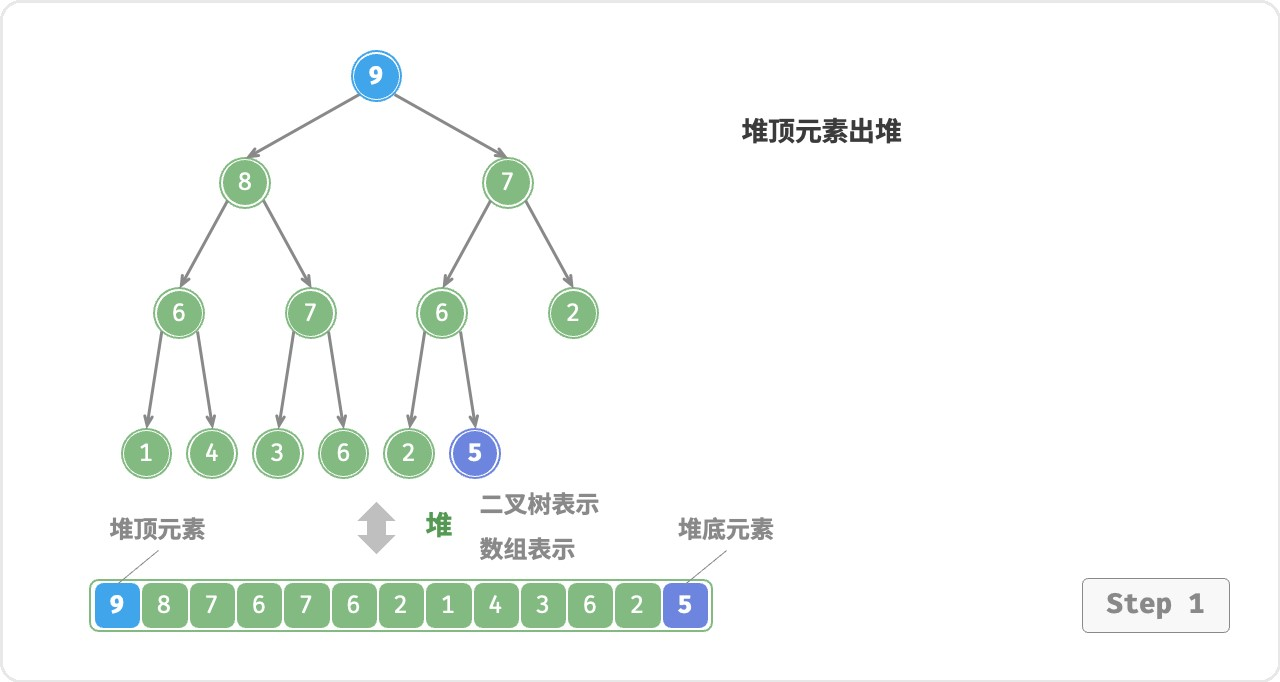 9
堆顶元素出堆
8 7
6 7 6 2
1 4 3 6 2 5
二叉树表示
堆顶元素 堆 堆底元素
数组表示
9 8 7 6 7 6 2 1 4 3 6 2 5
Step 1